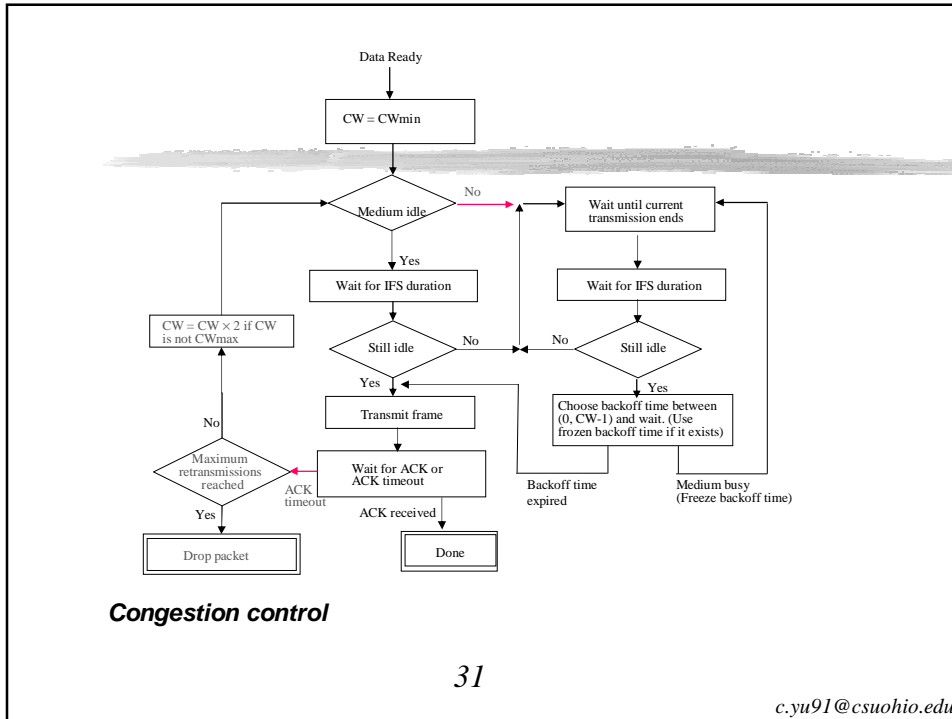 Data Ready
CW = CWmin
Medium idle
No
Wait until current
transmission ends
Yes
Wait for IFS duration
Wait for IFS duration
CW = CW × 2 if CW
is not CWmax
Still idle
No
No
Still idle
Yes
Yes
Transmit frame
Choose backoff time between
(0, CW-1) and wait. (Use
frozen backoff time if it exists)
No
Maximum
retransmissions
reached
ACK
timeout
Wait for ACK or
ACK timeout
Backoff time
expired
Medium busy
(Freeze backoff time)
Yes
ACK received
Drop packet
Done
Congestion control
31
c.yu91@csuohio.edu